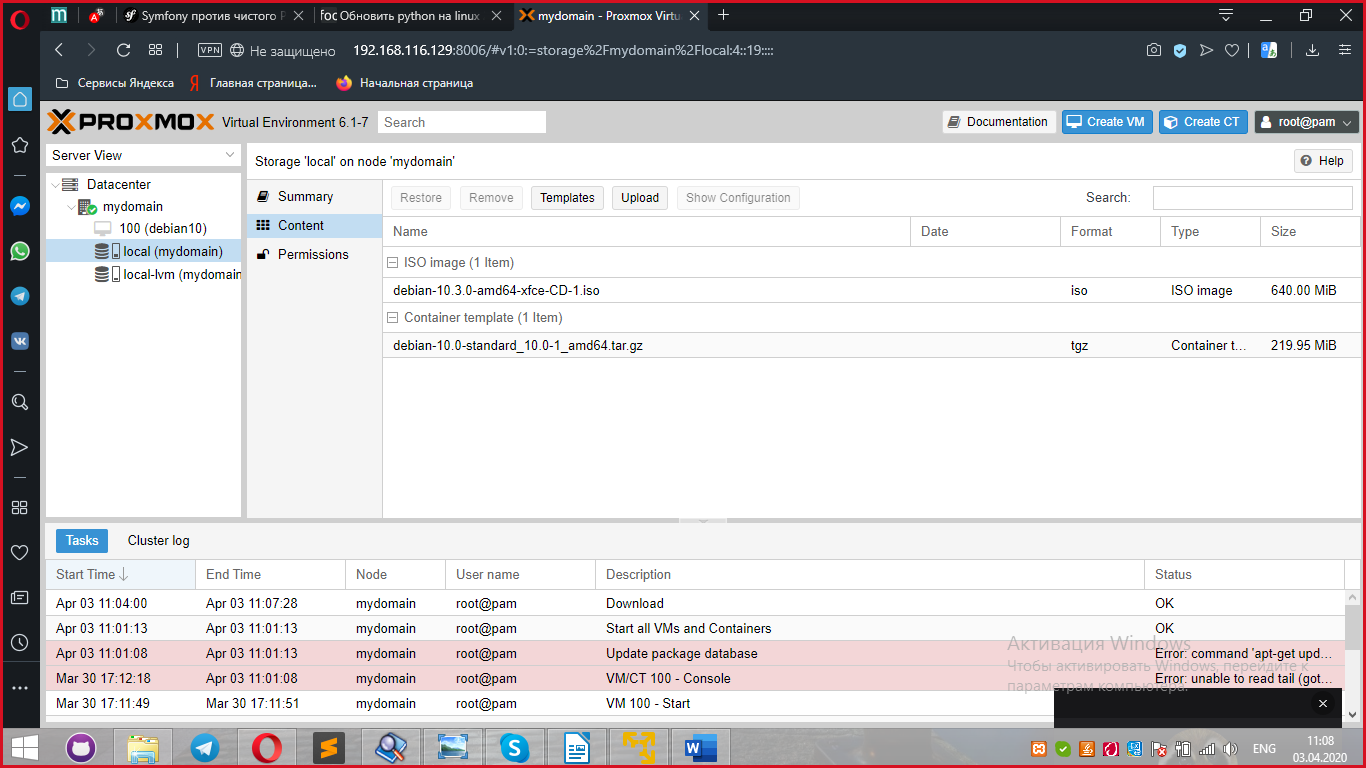 Symfony против чистого P
Обновить python на linux
mydomain - Proxmox Virtu
VPN Не защищено 192.168.116.129:8006/#v1:0:=storage%2Fmydomain%2Flocal:4::19::::
Сервисы Яндекса Главная страница... Начальная страница
PROXMOX Virtual Environment 6.1-7 Search Documentation Create VM Create CT root@pam
Server View Storage 'local' on node 'mydomain' Help
Datacenter
mydomain
100 (debian10)
local (mydomain)
local-lvm (mydomain
Summary
Content
Permissions
Restore Remove Templates Upload Show Configuration Search:
Name Date Format Type Size
ISO image (1 Item)
debian-10.3.0-amd64-xfce-CD-1.iso iso ISO image 640.00 MiB
Container template (1 Item)
debian-10.0-standard_10.0-1_amd64.tar.gz tgz Container t... 219.95 MiB
Tasks Cluster log
Start Time End Time Node User name Description Status
Apr 03 11:04:00 Apr 03 11:07:28 mydomain root@pam Download OK
Apr 03 11:01:13 Apr 03 11:01:13 mydomain root@pam Start all VMs and Containers OK
Apr 03 11:01:08 Apr 03 11:01:13 mydomain root@pam Update package database Error: command 'apt-get upd...
Mar 30 17:12:18 Apr 03 11:01:08 mydomain root@pam VM/CT 100 - Console Error: unable to read tail (got...
Mar 30 17:11:49 Mar 30 17:11:51 mydomain root@pam VM 100 - Start
Активация Windows
Чтобы активировать Windows, перейдите к
параметрам компьютера.
ENG 11:08
03.04.2020